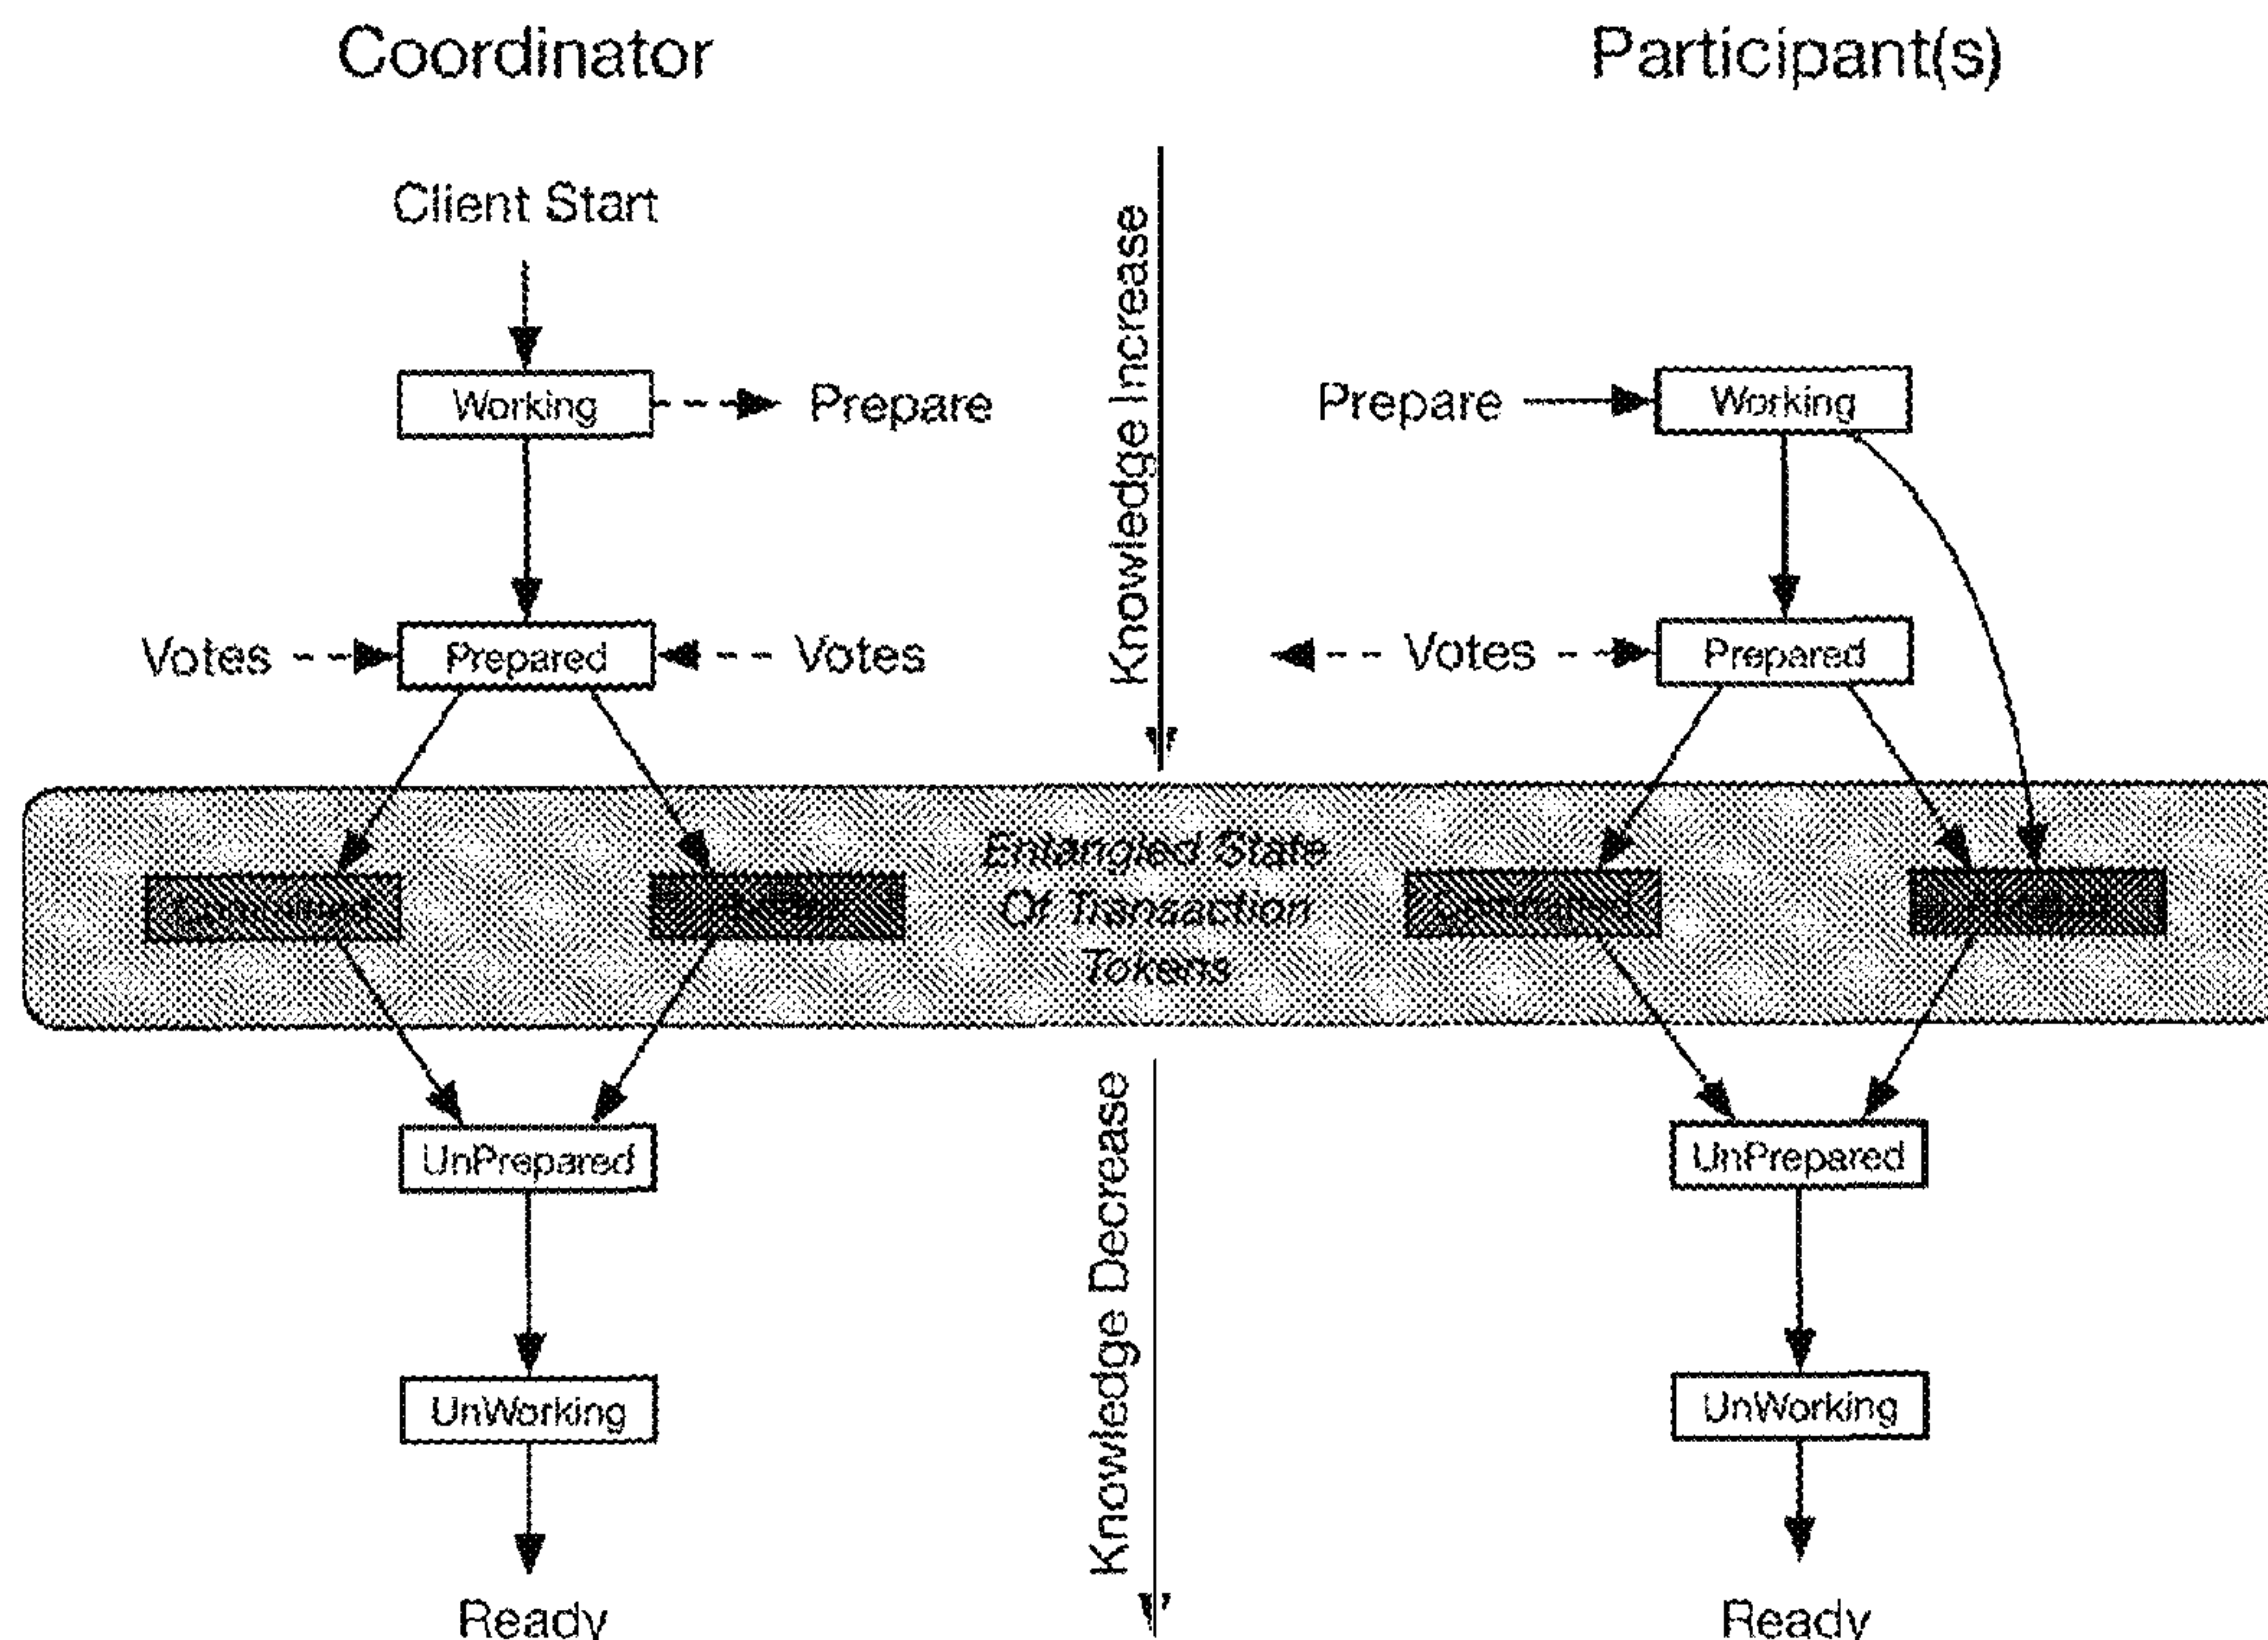 Coordinator
Participant(s)
Client Start
Knowledge Increase
Working
Prepare
Prepare
Working
Votes
Prepared
Votes
Votes
Prepared
Entangled State
Of Transaction
Tokens
Committed
UnPrepared
UnPrepared
Knowledge Decrease
UnWorking
UnWorking
Ready
Ready